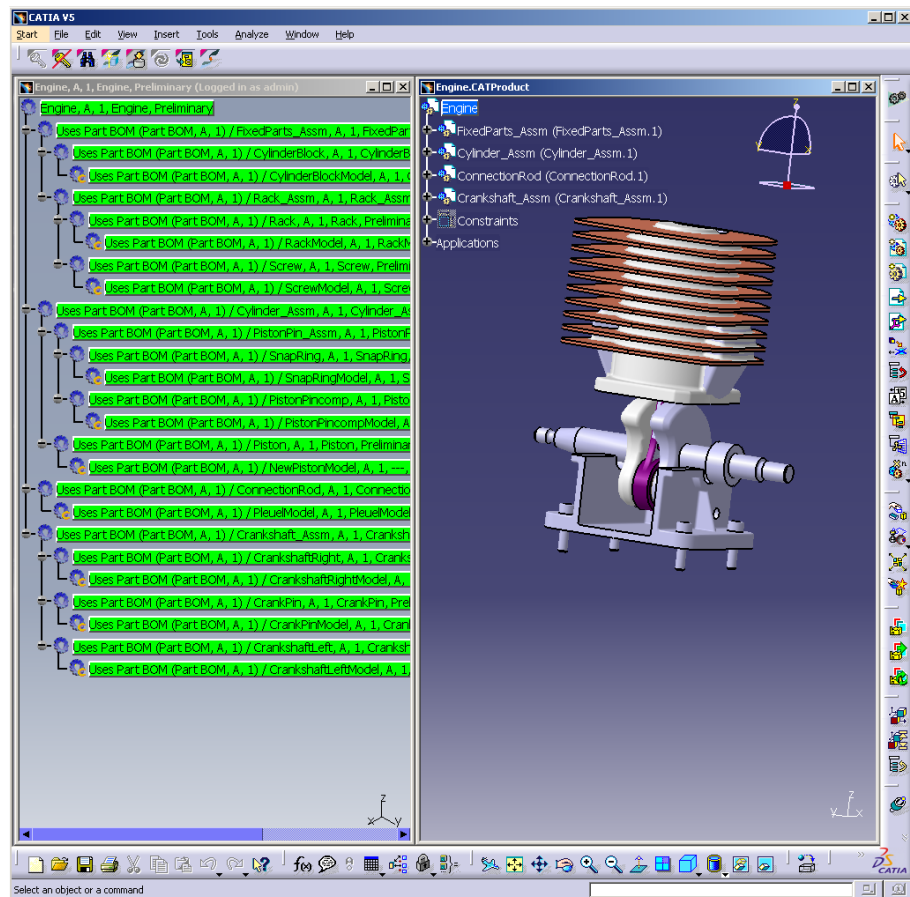 CATIA V5
Start File Edit View Insert Tools Analyze Window Help
Engine, A, 1, Engine, Preliminary (Logged in as admin)
Engine, A, 1, Engine, Preliminary
Uses Part BOM (Part BOM, A, 1) / FixedParts_Assm, A, 1, FixedPar
Uses Part BOM (Part BOM, A, 1) / CylinderBlock, A, 1, CylinderB
Uses Part BOM (Part BOM, A, 1) / CylinderBlockModel, A, 1,
Uses Part BOM (Part BOM, A, 1) / Rack_Assm, A, 1, Rack_Assm
Uses Part BOM (Part BOM, A, 1) / Rack, A, 1, Rack, Prelimina
Uses Part BOM (Part BOM, A, 1) / RackModel, A, 1, RackM
Uses Part BOM (Part BOM, A, 1) / Screw, A, 1, Screw, Prelimi
Uses Part BOM (Part BOM, A, 1) / ScrewModel, A, 1, Screw
Uses Part BOM (Part BOM, A, 1) / Cylinder_Assm, A, 1, Cylinder_As
Uses Part BOM (Part BOM, A, 1) / PistonPin_Assm, A, 1, PistonP
Uses Part BOM (Part BOM, A, 1) / SnapRing, A, 1, SnapRing,
Uses Part BOM (Part BOM, A, 1) / SnapRingModel, A, 1, S
Uses Part BOM (Part BOM, A, 1) / PistonPincomp, A, 1, Pisto
Uses Part BOM (Part BOM, A, 1) / PistonPincompModel, A
Uses Part BOM (Part BOM, A, 1) / Piston, A, 1, Piston, Preliminar
Uses Part BOM (Part BOM, A, 1) / NewPistonModel, A, 1, ---,
Uses Part BOM (Part BOM, A, 1) / ConnectionRod, A, 1, Connectio
Uses Part BOM (Part BOM, A, 1) / PleuelModel, A, 1, PleuelModel
Uses Part BOM (Part BOM, A, 1) / Crankshaft_Assm, A, 1, Cranksh
Uses Part BOM (Part BOM, A, 1) / CrankshaftRight, A, 1, Cranks
Uses Part BOM (Part BOM, A, 1) / CrankshaftRightModel, A,
Uses Part BOM (Part BOM, A, 1) / CrankPin, A, 1, CrankPin, Pre
Uses Part BOM (Part BOM, A, 1) / CrankPinModel, A, 1, Cran
Uses Part BOM (Part BOM, A, 1) / CrankshaftLeft, A, 1, Cranksh
Uses Part BOM (Part BOM, A, 1) / CrankshaftLeftModel, A, 1
z
x y
Engine.CATProduct
Engine
FixedParts_Assm (FixedParts_Assm.1)
Cylinder_Assm (Cylinder_Assm.1)
ConnectionRod (ConnectionRod.1)
Crankshaft_Assm (Crankshaft_Assm.1)
Constraints
Applications
z
y x
f(x)
CATIA
Select an object or a command